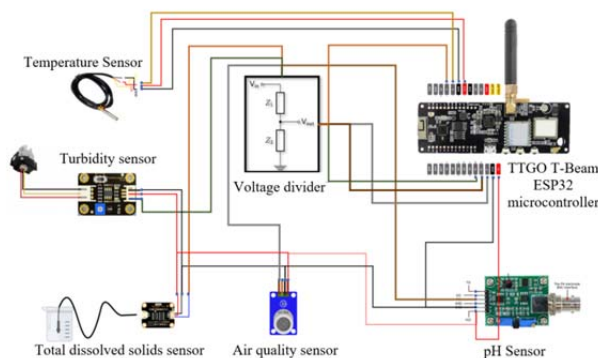 Temperature Sensor
Turbidity sensor
Vin
Z1
Vout
Z2
Voltage divider
TTGO T-Beam
ESP32
microcontroller
Total dissolved solids sensor
Air quality sensor
pH Sensor